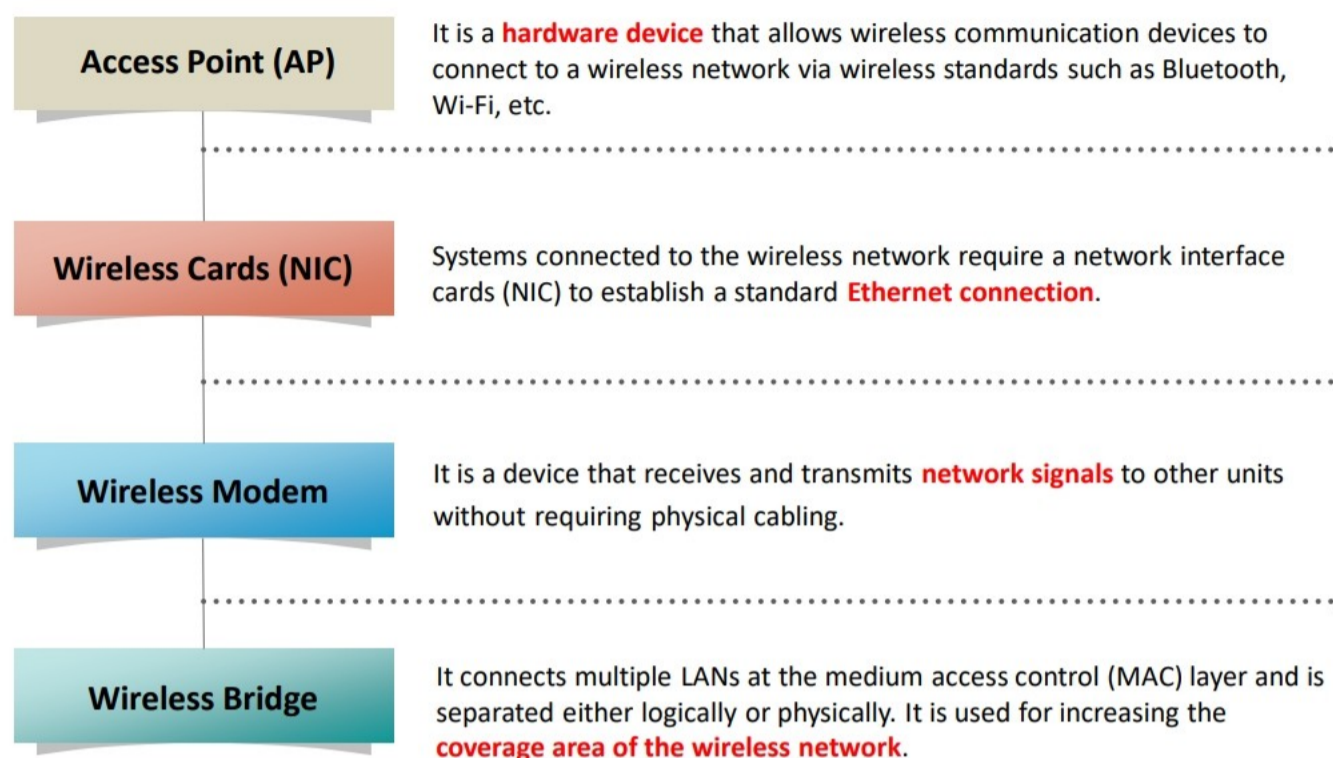 Access Point (AP)
It is a hardware device that allows wireless communication devices to
connect to a wireless network via wireless standards such as Bluetooth,
Wi-Fi, etc.
Wireless Cards (NIC)
Systems connected to the wireless network require a network interface
cards (NIC) to establish a standard Ethernet connection.
Wireless Modem
It is a device that receives and transmits network signals to other units
without requiring physical cabling.
Wireless Bridge
It connects multiple LANs at the medium access control (MAC) layer and is
separated either logically or physically. It is used for increasing the
coverage area of the wireless network.